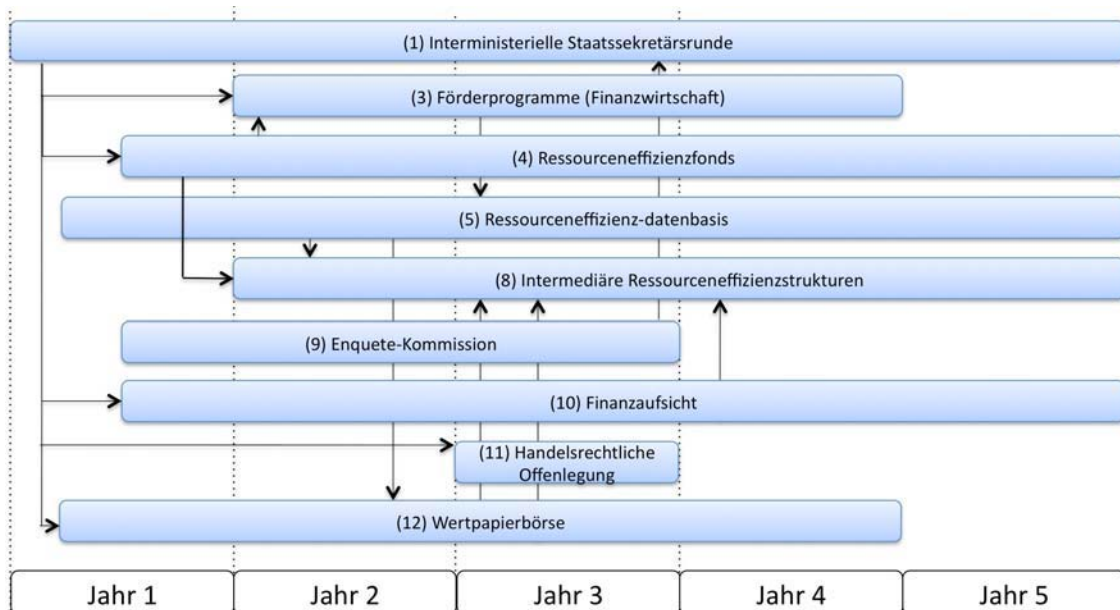 (1) Interministerielle Staatssekretärsrunde
(3) Förderprogramme (Finanzwirtschaft)
(4) Ressourceneffizienzfonds
(5) Ressourceneffizienz-datenbasis
(8) Intermediäre Ressourceneffizienzstrukturen
(9) Enquete-Kommission
(10) Finanzaufsicht
(11) Handelsrechtliche
Offenlegung
(12) Wertpapierbörse
Jahr 1 Jahr 2 Jahr 3 Jahr 4 Jahr 5